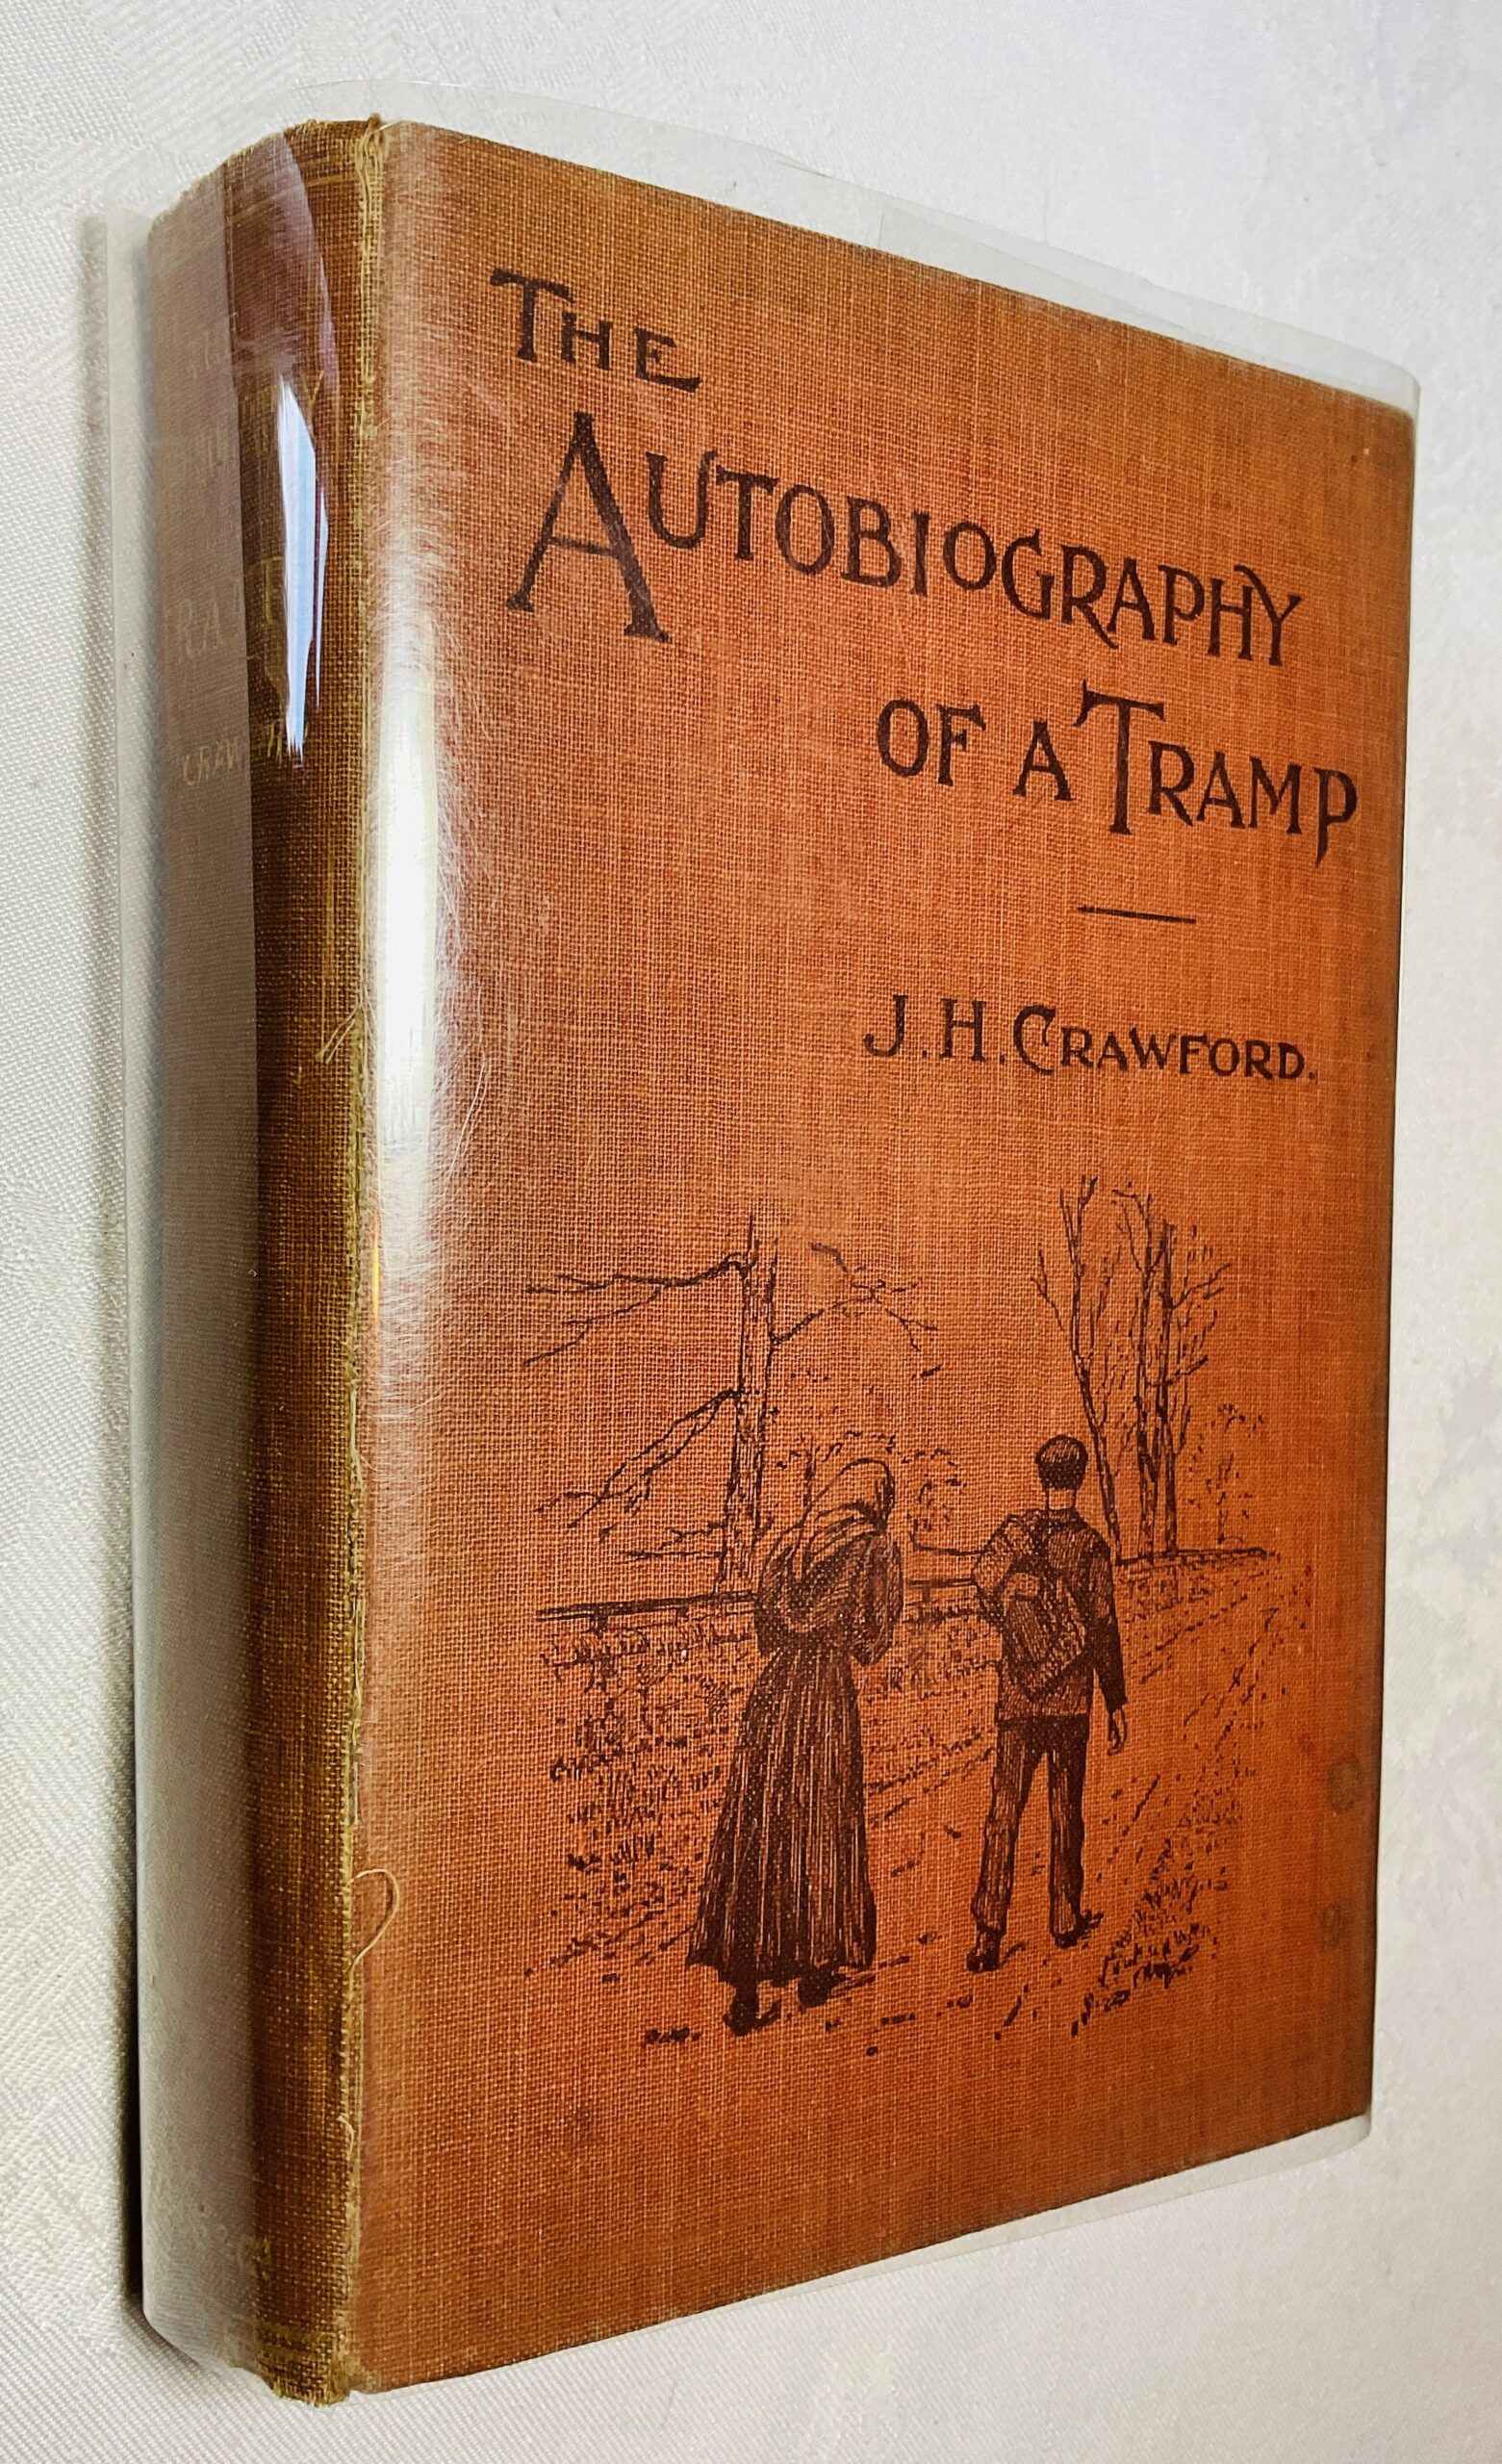 THE
AUTOBIOGRAPHY
OF A TRAMP
J. H. CRAWFORD.